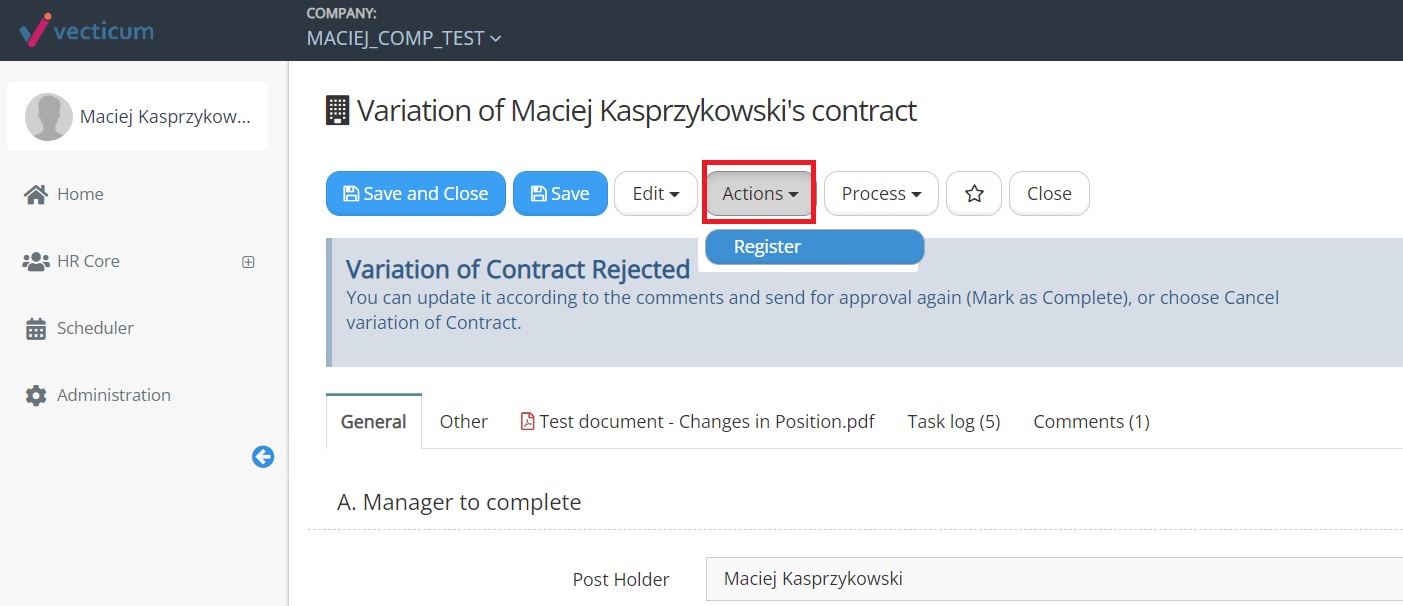 vecticum
COMPANY:
MACIEJ_COMP_TEST
Maciej Kasprzykow...
Home
HR Core
Scheduler
Administration
Variation of Maciej Kasprzykowski's contract
Save and Close Save Edit Actions Process Close
Register
Variation of Contract Rejected
You can update it according to the comments and send for approval again (Mark as Complete), or choose Cancel
variation of Contract.
General Other Test document - Changes in Position.pdf Task log (5) Comments (1)
A. Manager to complete
Post Holder Maciej Kasprzykowski